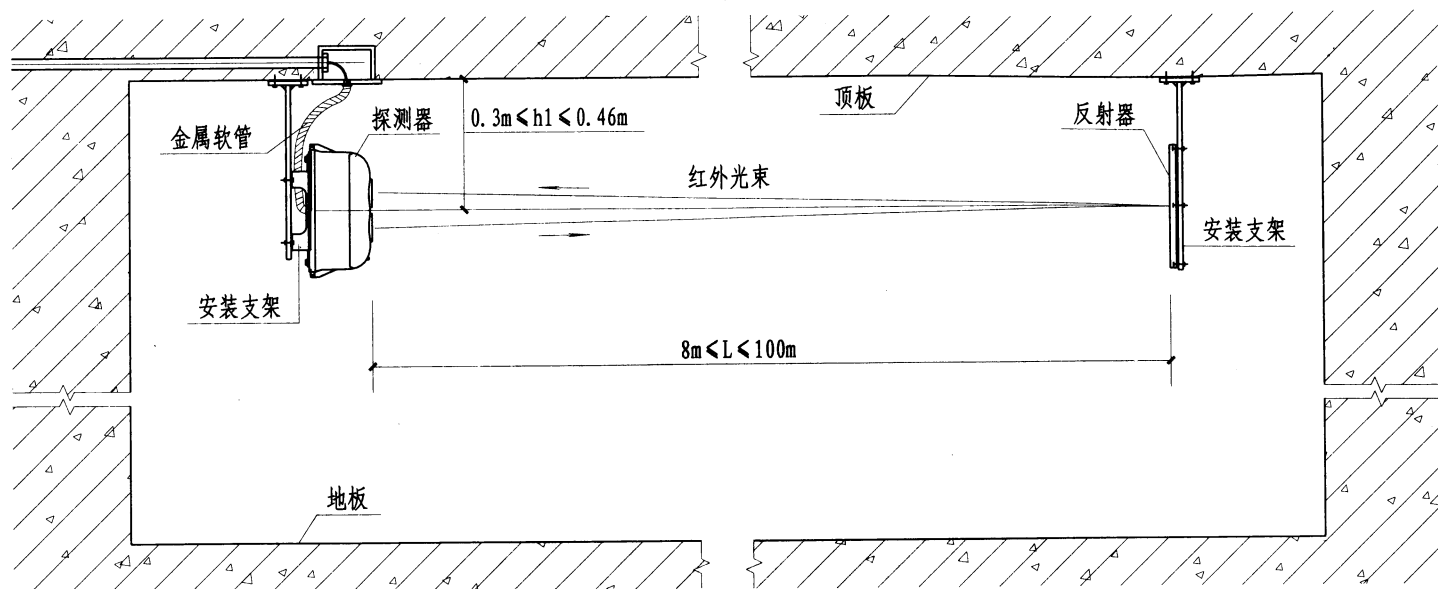 顶板
金属软管
探测器
0.3m≤h1≤0.46m
反射器
红外光束
安装支架
安装支架
8m≤L≤100m
地板